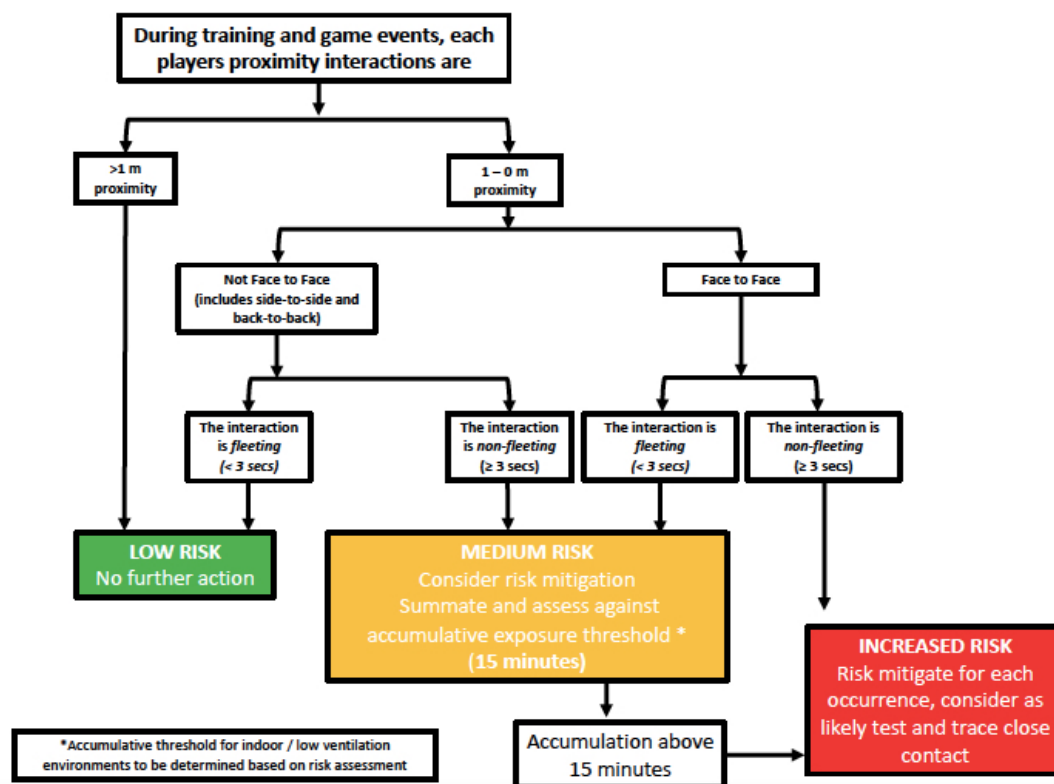 During training and game events, each
players proximity interactions are
>1 m
proximity
1 – 0 m
proximity
Not Face to Face
(includes side-to-side and
back-to-back)
Face to Face
The interaction
is fleeting
(< 3 secs)
The interaction
is non-fleeting
(≥ 3 secs)
The interaction is
fleeting
(< 3 secs)
The interaction is
non-fleeting
(≥ 3 secs)
LOW RISK
No further action
MEDIUM RISK
Consider risk mitigation
Summate and assess against
accumulative exposure threshold *
(15 minutes)
INCREASED RISK
Risk mitigate for each
occurrence, consider as
likely test and trace close
contact
*Accumulative threshold for indoor / low ventilation
environments to be determined based on risk assessment
Accumulation above
15 minutes